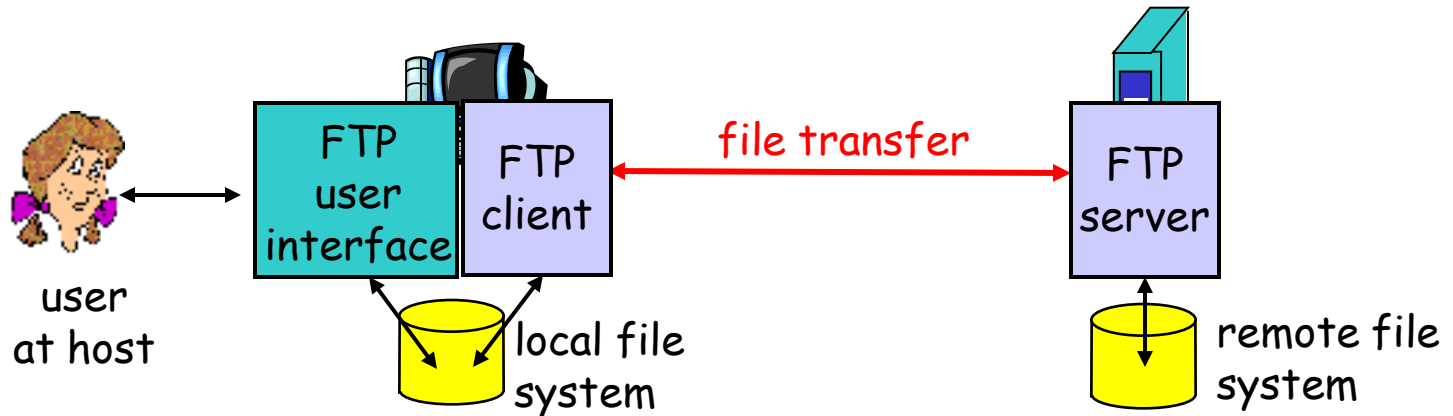 FTP
user
interface
FTP
client
file transfer
FTP
server
user
at host
local file
system
remote file
system